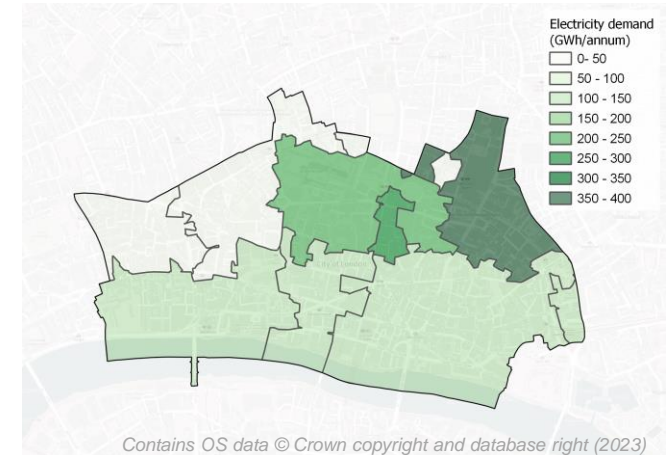 Electricity demand
(GWh/annum)
0- 50
50 - 100
100 - 150
150 - 200
200 - 250
250 - 300
300 - 350
350 - 400
Contains OS data © Crown copyright and database right (2023)